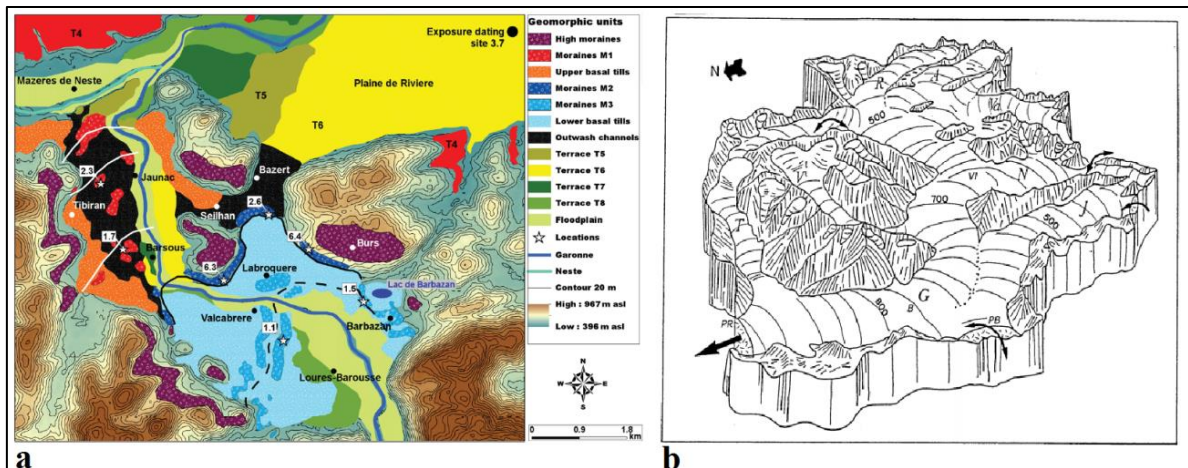 T4
Exposure dating
site 3.7
Mazeres de Neste
T5
Plaine de Riviere
T6
T4
2.3
Jaunac
Bazert
Tibiran
Seilhan
2.6
1.7
Barsous
6.4
Burs
6.3
Labroquere
1.5
Lac de Barbazan
Valcabrere
1.1
Barbazan
Loures-Barousse
Geomorphic units
High moraines
Moraines M1
Upper basal tills
Moraines M2
Moraines M3
Lower basal tills
Outwash channels
Terrace T5
Terrace T6
Terrace T7
Terrace T8
Floodplain
Locations
Garonne
Neste
Contour 20 m
High : 967 m asl
Low : 396 m asl
N
W E
S
0 0.9 1.8
km
a
N
R
500
VI
N
700
500
G
800
B
PR
PB
b